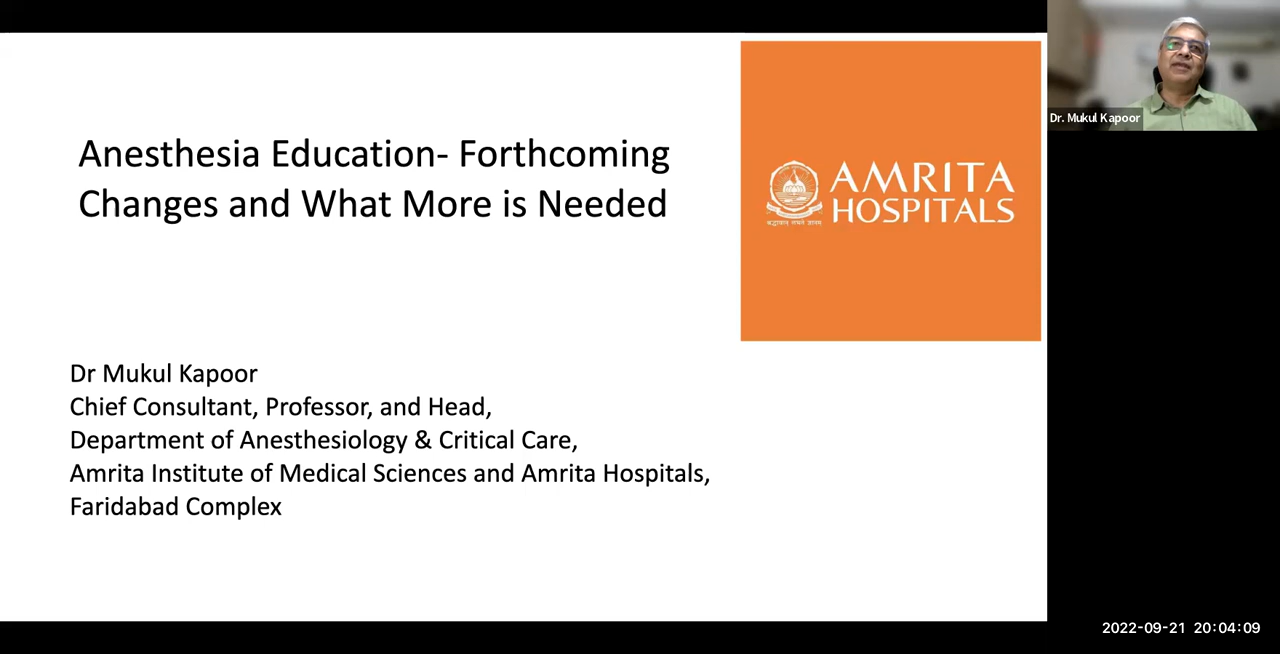 Anesthesia Education- Forthcoming
Changes and What More is Needed
AMRITA
HOSPITALS
Dr. Mukul Kapoor
Dr Mukul Kapoor
Chief Consultant, Professor, and Head,
Department of Anesthesiology & Critical Care,
Amrita Institute of Medical Sciences and Amrita Hospitals,
Faridabad Complex
2022-09-21 20:04:09